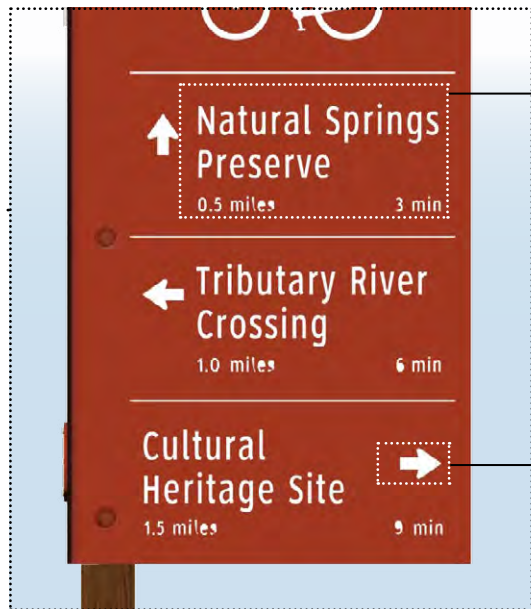 Natural Springs
Preserve
0.5 miles 3 min
Tributary River
Crossing
1.0 miles 6 min
Cultural
Heritage Site
1.5 miles 9 min